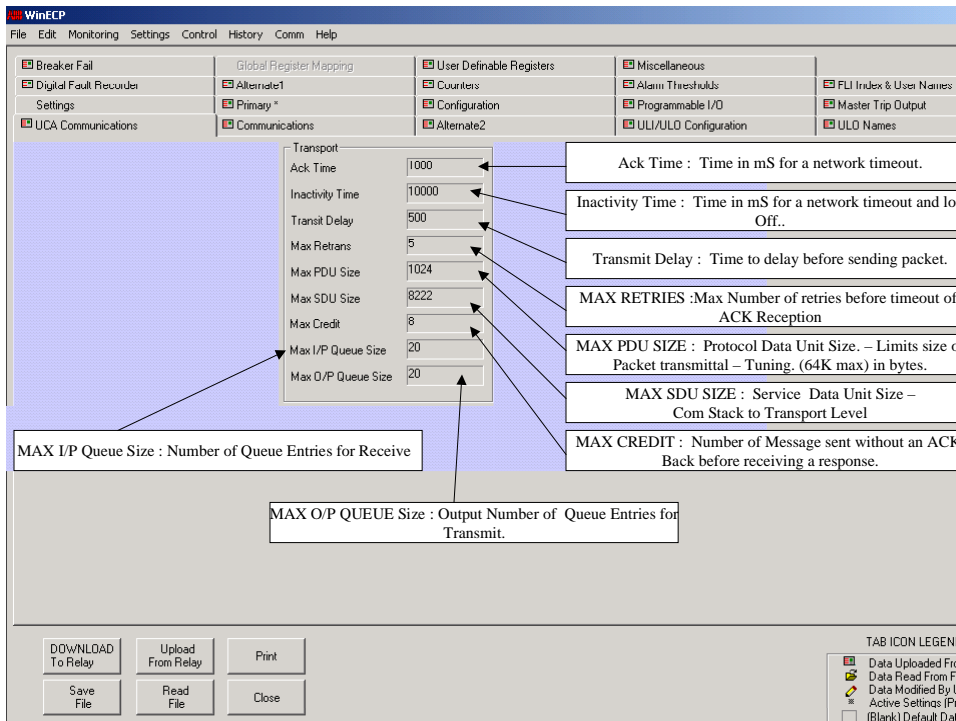 WinECP
File Edit Monitoring Settings Control History Comm Help
Breaker Fail Global Register Mapping User Definable Registers Miscellaneous
Digital Fault Recorder Alternate1 Counters Alarm Thresholds FLI Index & User Names
Settings Primary * Configuration Programmable I/O Master Trip Output
UCA Communications Communications Alternate2 ULI/ULO Configuration ULO Names
Transport
Ack Time 1000
Inactivity Time 10000
Transit Delay 500
Max Retrans 5
Max PDU Size 1024
Max SDU Size 8222
Max Credit 8
Max I/P Queue Size 20
Max O/P Queue Size 20
Ack Time : Time in mS for a network timeout.
Inactivity Time : Time in mS for a network timeout and lo
Off..
Transmit Delay : Time to delay before sending packet.
MAX RETRIES :Max Number of retries before timeout of
ACK Reception
MAX PDU SIZE : Protocol Data Unit Size. – Limits size
Packet transmittal – Tuning. (64K max) in bytes.
MAX SDU SIZE : Service Data Unit Size –
Com Stack to Transport Level
MAX CREDIT : Number of Message sent without an ACK
Back before receiving a response.
MAX I/P Queue Size : Number of Queue Entries for Receive
MAX O/P QUEUE Size : Output Number of Queue Entries for
Transmit.
DOWNLOAD
To Relay
Upload
From Relay
Print
Save
File
Read
File
Close
TAB ICON LEGEN
Data Uploaded Fro
Data Read From F
Data Modified By U
Active Settings (Pr
(Blank) Default Dat